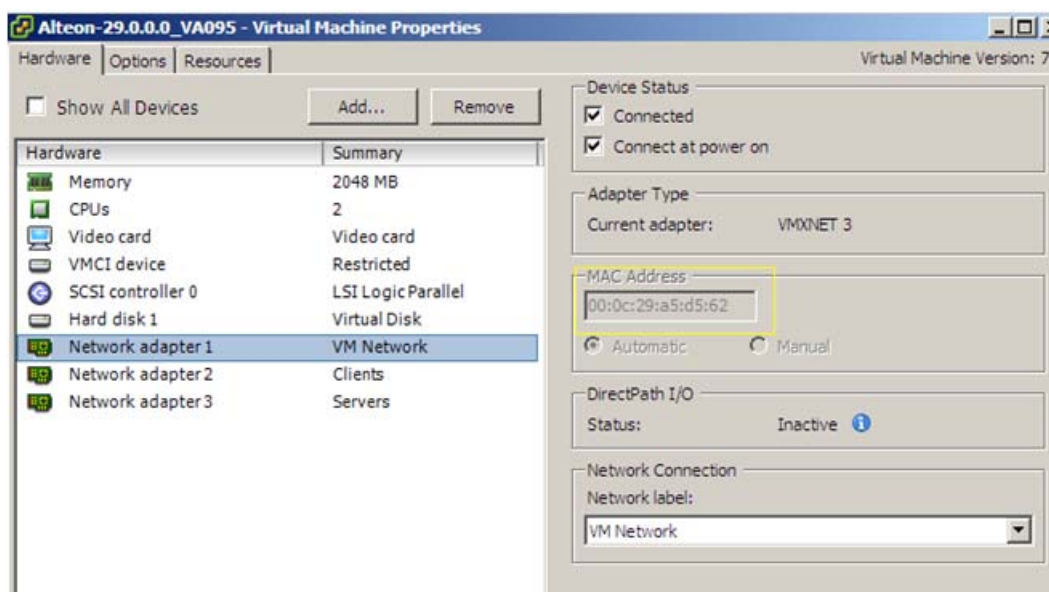 Alteon-29.0.0.0_VA095 - Virtual Machine Properties
Hardware Options Resources
Virtual Machine Version: 7
Show All Devices
Add...
Remove
Hardware Summary
Memory 2048 MB
CPUs 2
Video card Video card
VMCI device Restricted
SCSI controller 0 LSI Logic Parallel
Hard disk 1 Virtual Disk
Network adapter 1 VM Network
Network adapter 2 Clients
Network adapter 3 Servers
Device Status
Connected
Connect at power on
Adapter Type
Current adapter: VMXNET 3
MAC Address
00:0c:29:a5:d5:62
Automatic Manual
DirectPath I/O
Status: Inactive
Network Connection
Network label:
VM Network